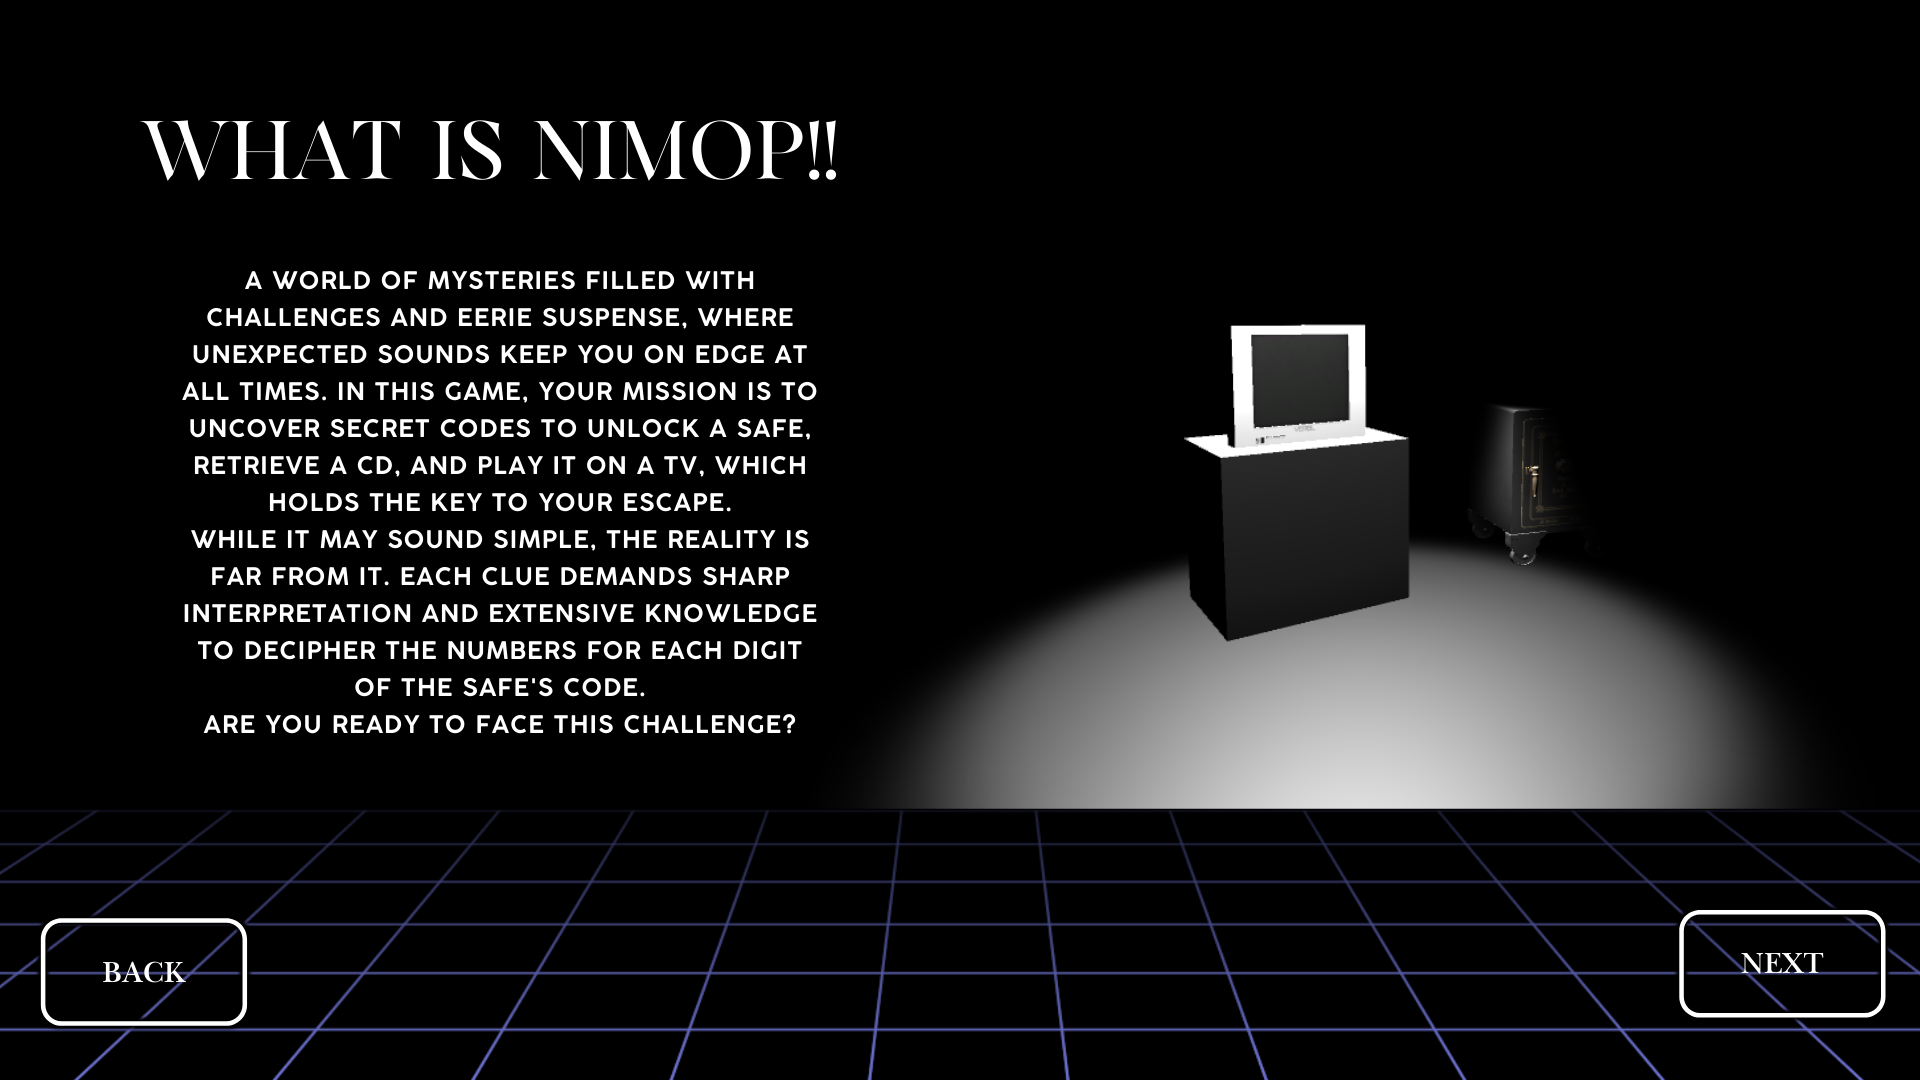 WHAT IS NIMOP!!
A WORLD OF MYSTERIES FILLED WITH
CHALLENGES AND EERIE SUSPENSE, WHERE
UNEXPECTED SOUNDS KEEP YOU ON EDGE AT
ALL TIMES. IN THIS GAME, YOUR MISSION IS TO
UNCOVER SECRET CODES TO UNLOCK A SAFE,
RETRIEVE A CD, AND PLAY IT ON A TV, WHICH
HOLDS THE KEY TO YOUR ESCAPE.
WHILE IT MAY SOUND SIMPLE, THE REALITY IS
FAR FROM IT. EACH CLUE DEMANDS SHARP
INTERPRETATION AND EXTENSIVE KNOWLEDGE
TO DECIPHER THE NUMBERS FOR EACH DIGIT
OF THE SAFE'S CODE.
ARE YOU READY TO FACE THIS CHALLENGE?
BACK
NEXT